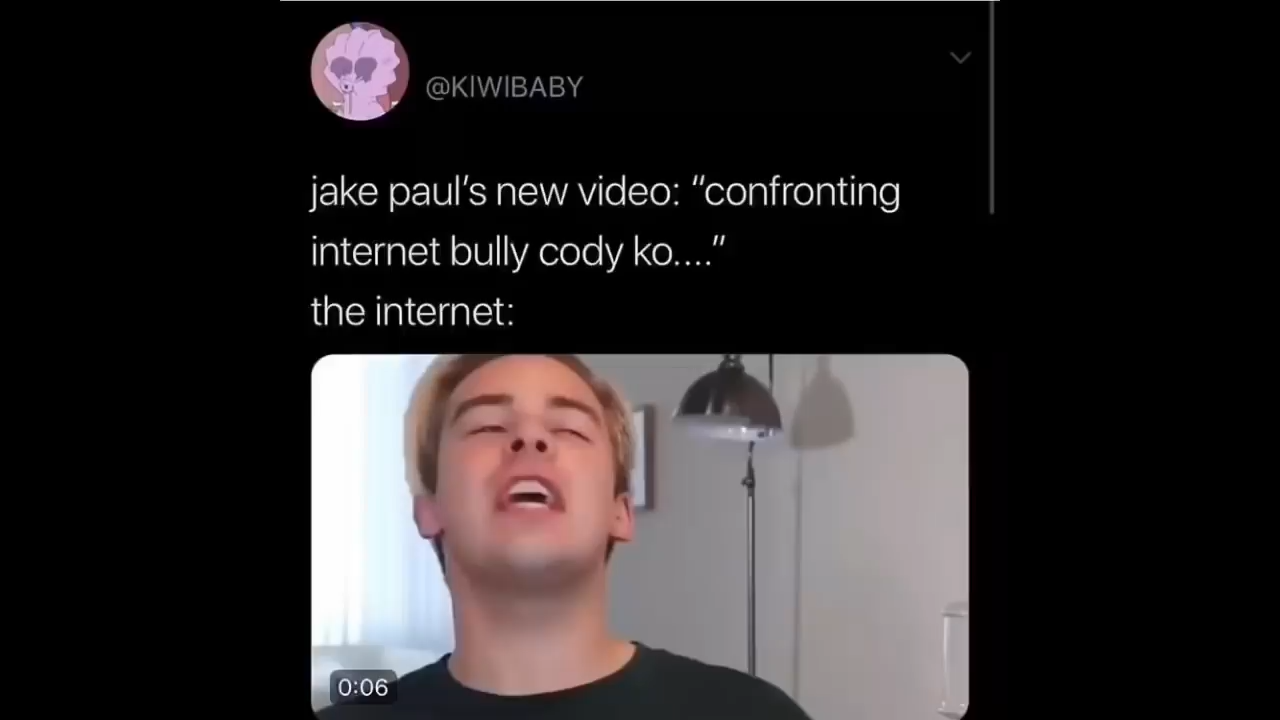 @KIWIBABY
jake paul’s new video: “confronting
internet bully cody ko....”
the internet:
0:06